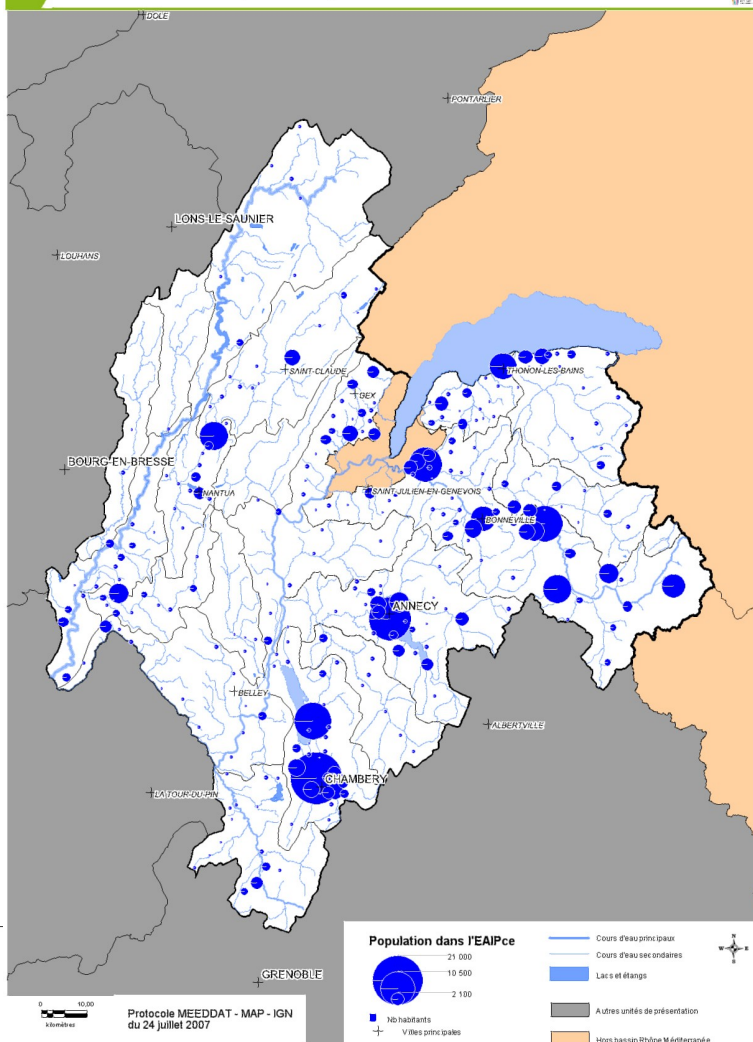 DOLE
PONTARLIER
LONS-LE-SAUNIER
LOUHANS
SAINT-CLAUDE
THONON-LES-BAINS
GEX
BOURG-EN-BRESSE
NANTUA
SAINT-JULIEN-EN-GENEVOIS
BONNEVILLE
ANNECY
BELLEY
ALBERTVILLE
CHAMBERY
LA TOUR-DU-PIN
GRENOBLE
Population dans l'EAIPce
21 000
10 500
2 100
Nb habitants
Villes principales
Cours d'eau principaux
Cours d'eau secondaires
Lacs et étangs
Autres unités de présentation
Hors bassin Rhône Méditerranée
N
W
E
S
0 10,00
kilomètres
Protocole MEEDDAT - MAP - IGN
du 24 juillet 2007